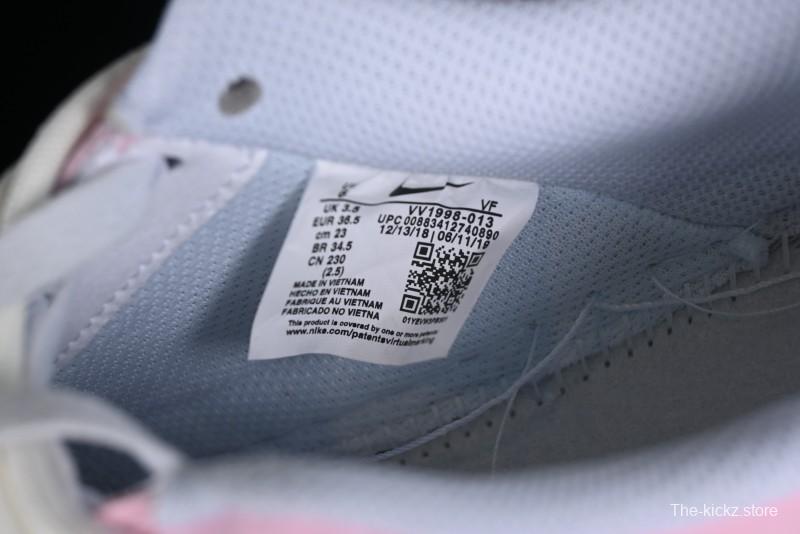 VF
UK 3.5
EUR 36.5
cm 23
BR 34.5
CN 230
(2.5)
VV1998-013
UPC 00883412740890
12/13/18 | 06/11/19
MADE IN VIETNAM
HECHO EN VIETNAM
FABRIQUE AU VIETNAM
FABRICADO NO VIETNA
This product is covered by one or more patents
www.nike.com/patentsvirtualmarking
The-kickz.store